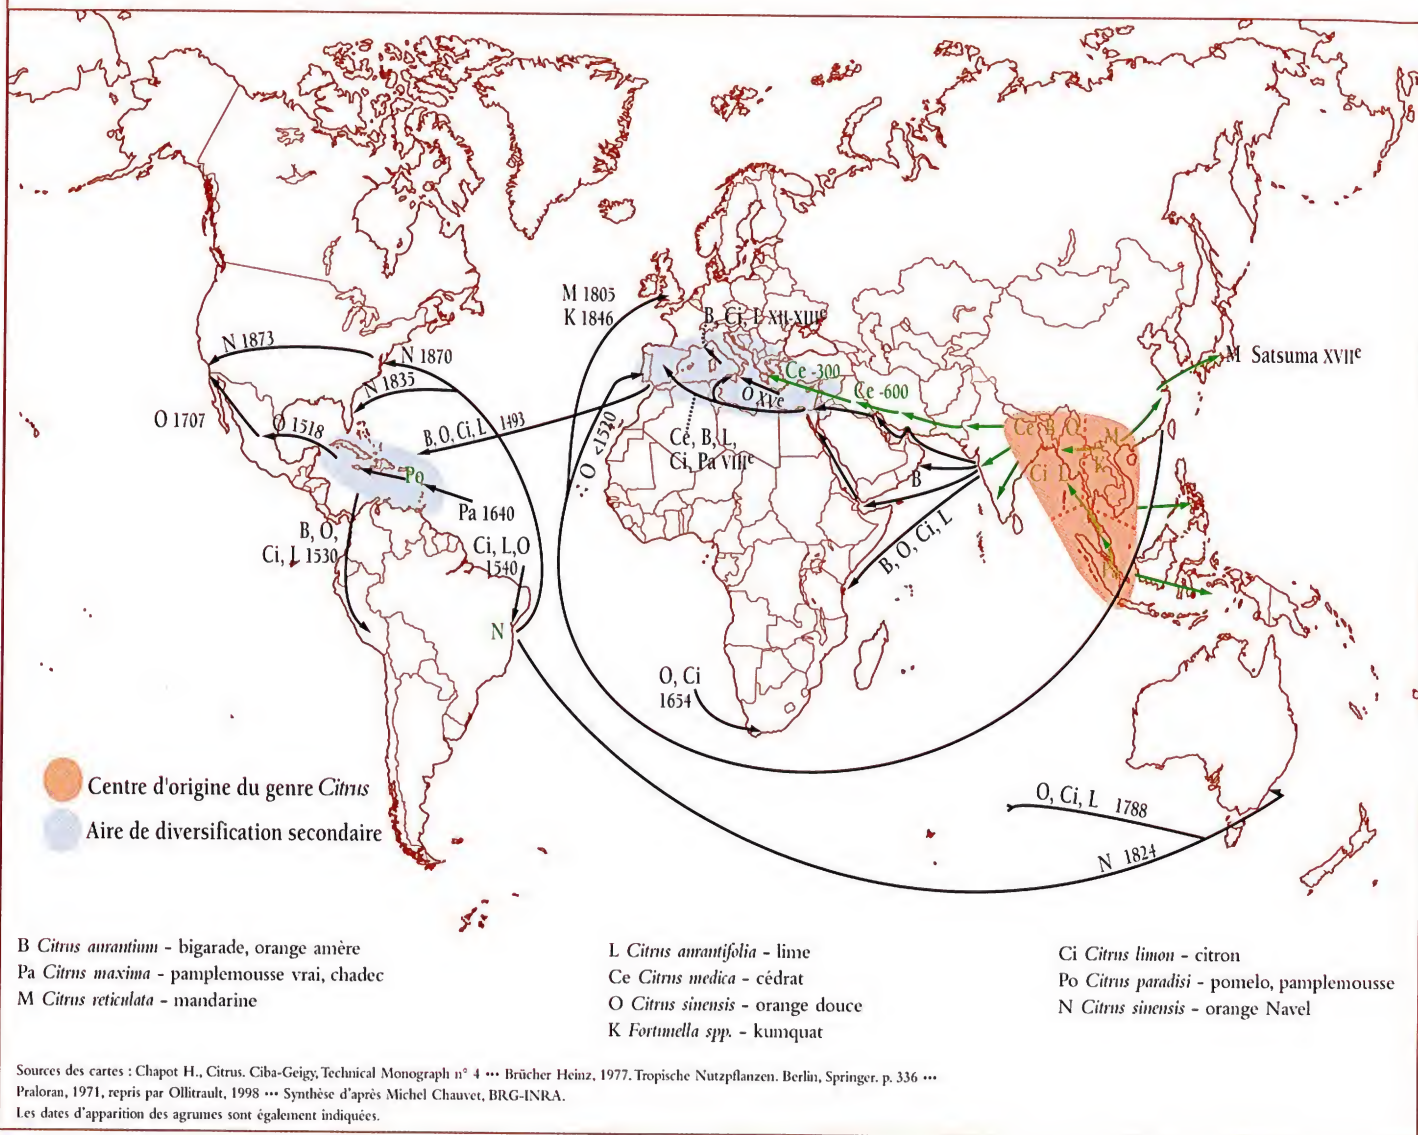 M 1805
K 1846
B, Ci, L XII-XIIIe
N 1873
N 1870
N 1835
Ce -300
Ce -600
M Satsuma XVIIe
O XVe
O 1707
O 1518
B, O, Ci, L 1493
O <1520
Ce, B, L,
Ci, Pa VIIIe
Ce B O
M
K
Ci L
B
Po
Pa 1640
B, O,
Ci, L 1530
Ci, L,O
1540
B, O, Ci, L
N
O, Ci
1654
Centre d'origine du genre Citrus
Aire de diversification secondaire
O, Ci, L 1788
N 1824
B Citrus aurantium - bigarade, orange amère
Pa Citrus maxima - pamplemousse vrai, chadec
M Citrus reticulata - mandarine
L Citrus aurantifolia - lime
Ce Citrus medica - cédrat
O Citrus sinensis - orange douce
K Fortunella spp. - kumquat
Ci Citrus limon - citron
Po Citrus paradisi - pomelo, pamplemousse
N Citrus sinensis - orange Navel
Sources des cartes : Chapot H., Citrus. Ciba-Geigy, Technical Monograph n° 4 ••• Brücher Heinz, 1977. Tropische Nutzpflanzen. Berlin, Springer. p. 336 •••
Praloran, 1971, repris par Ollitrault, 1998 ••• Synthèse d'après Michel Chauvet, BRG-INRA.
Les dates d'apparition des agrumes sont également indiquées.